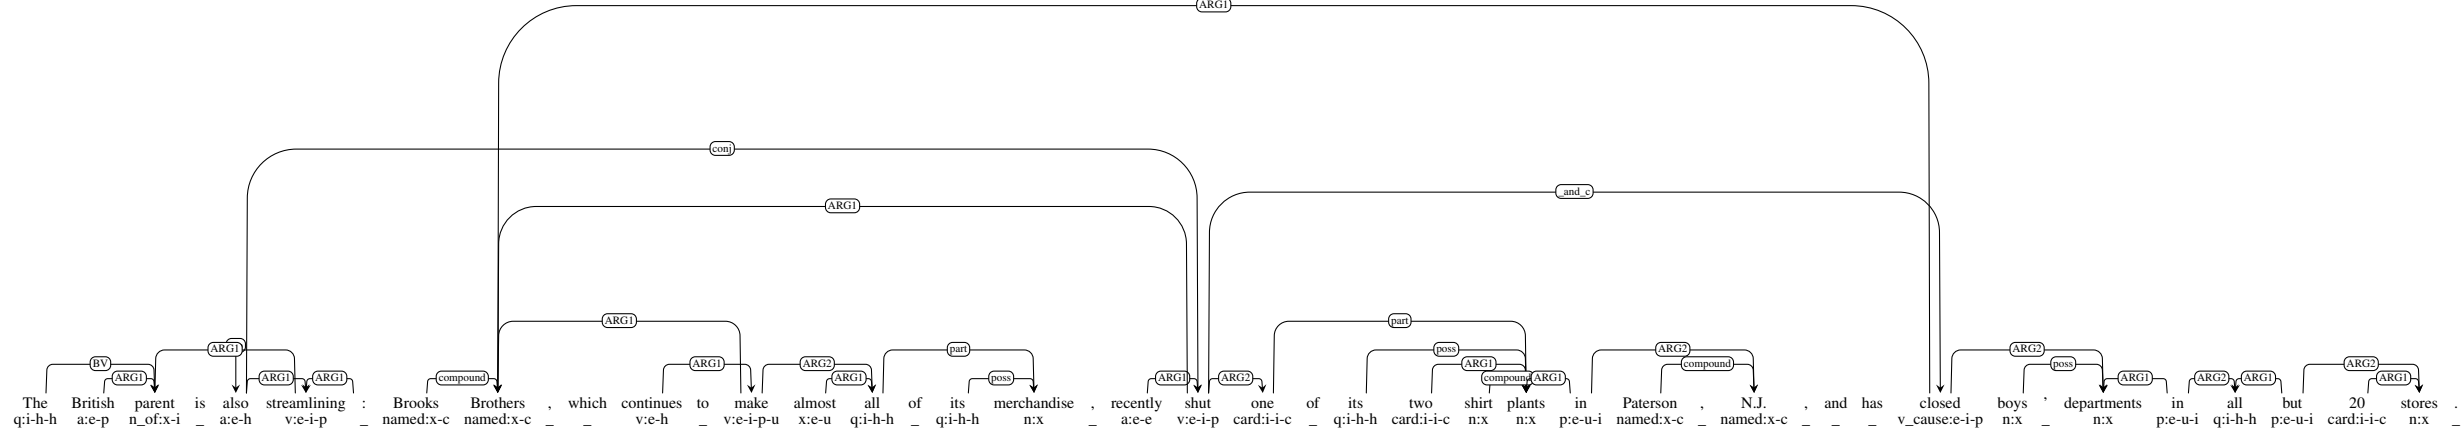 ARG1
conj
_and_c
ARG1
ARG1 part
ARG1 BV ARG1 ARG2 part poss ARG2 ARG2
ARG1 ARG1 ARG1 compound ARG1 poss ARG1 ARG2 ARG1 compound ARG1 compound poss ARG1 ARG2 ARG1 ARG2 ARG1
The British parent is also streamlining : Brooks Brothers , which continues to make almost all of its merchandise , recently shut one of its two shirt plants in Paterson , N.J. , and has closed boys ' departments in all but 20 stores .
q:i-h-h a:e-p n_of:x-i _ a:e-h v:e-i-p _ named:x-c named:x-c _ _ v:e-h _ v:e-i-p-u x:e-u q:i-h-h _ q:i-h-h n:x _ a:e-e v:e-i-p card:i-i-c _ q:i-h-h card:i-i-c n:x n:x p:e-u-i named:x-c _ named:x-c _ _ _ v_cause:e-i-p n:x _ n:x p:e-u-i q:i-h-h p:e-u-i card:i-i-c n:x _